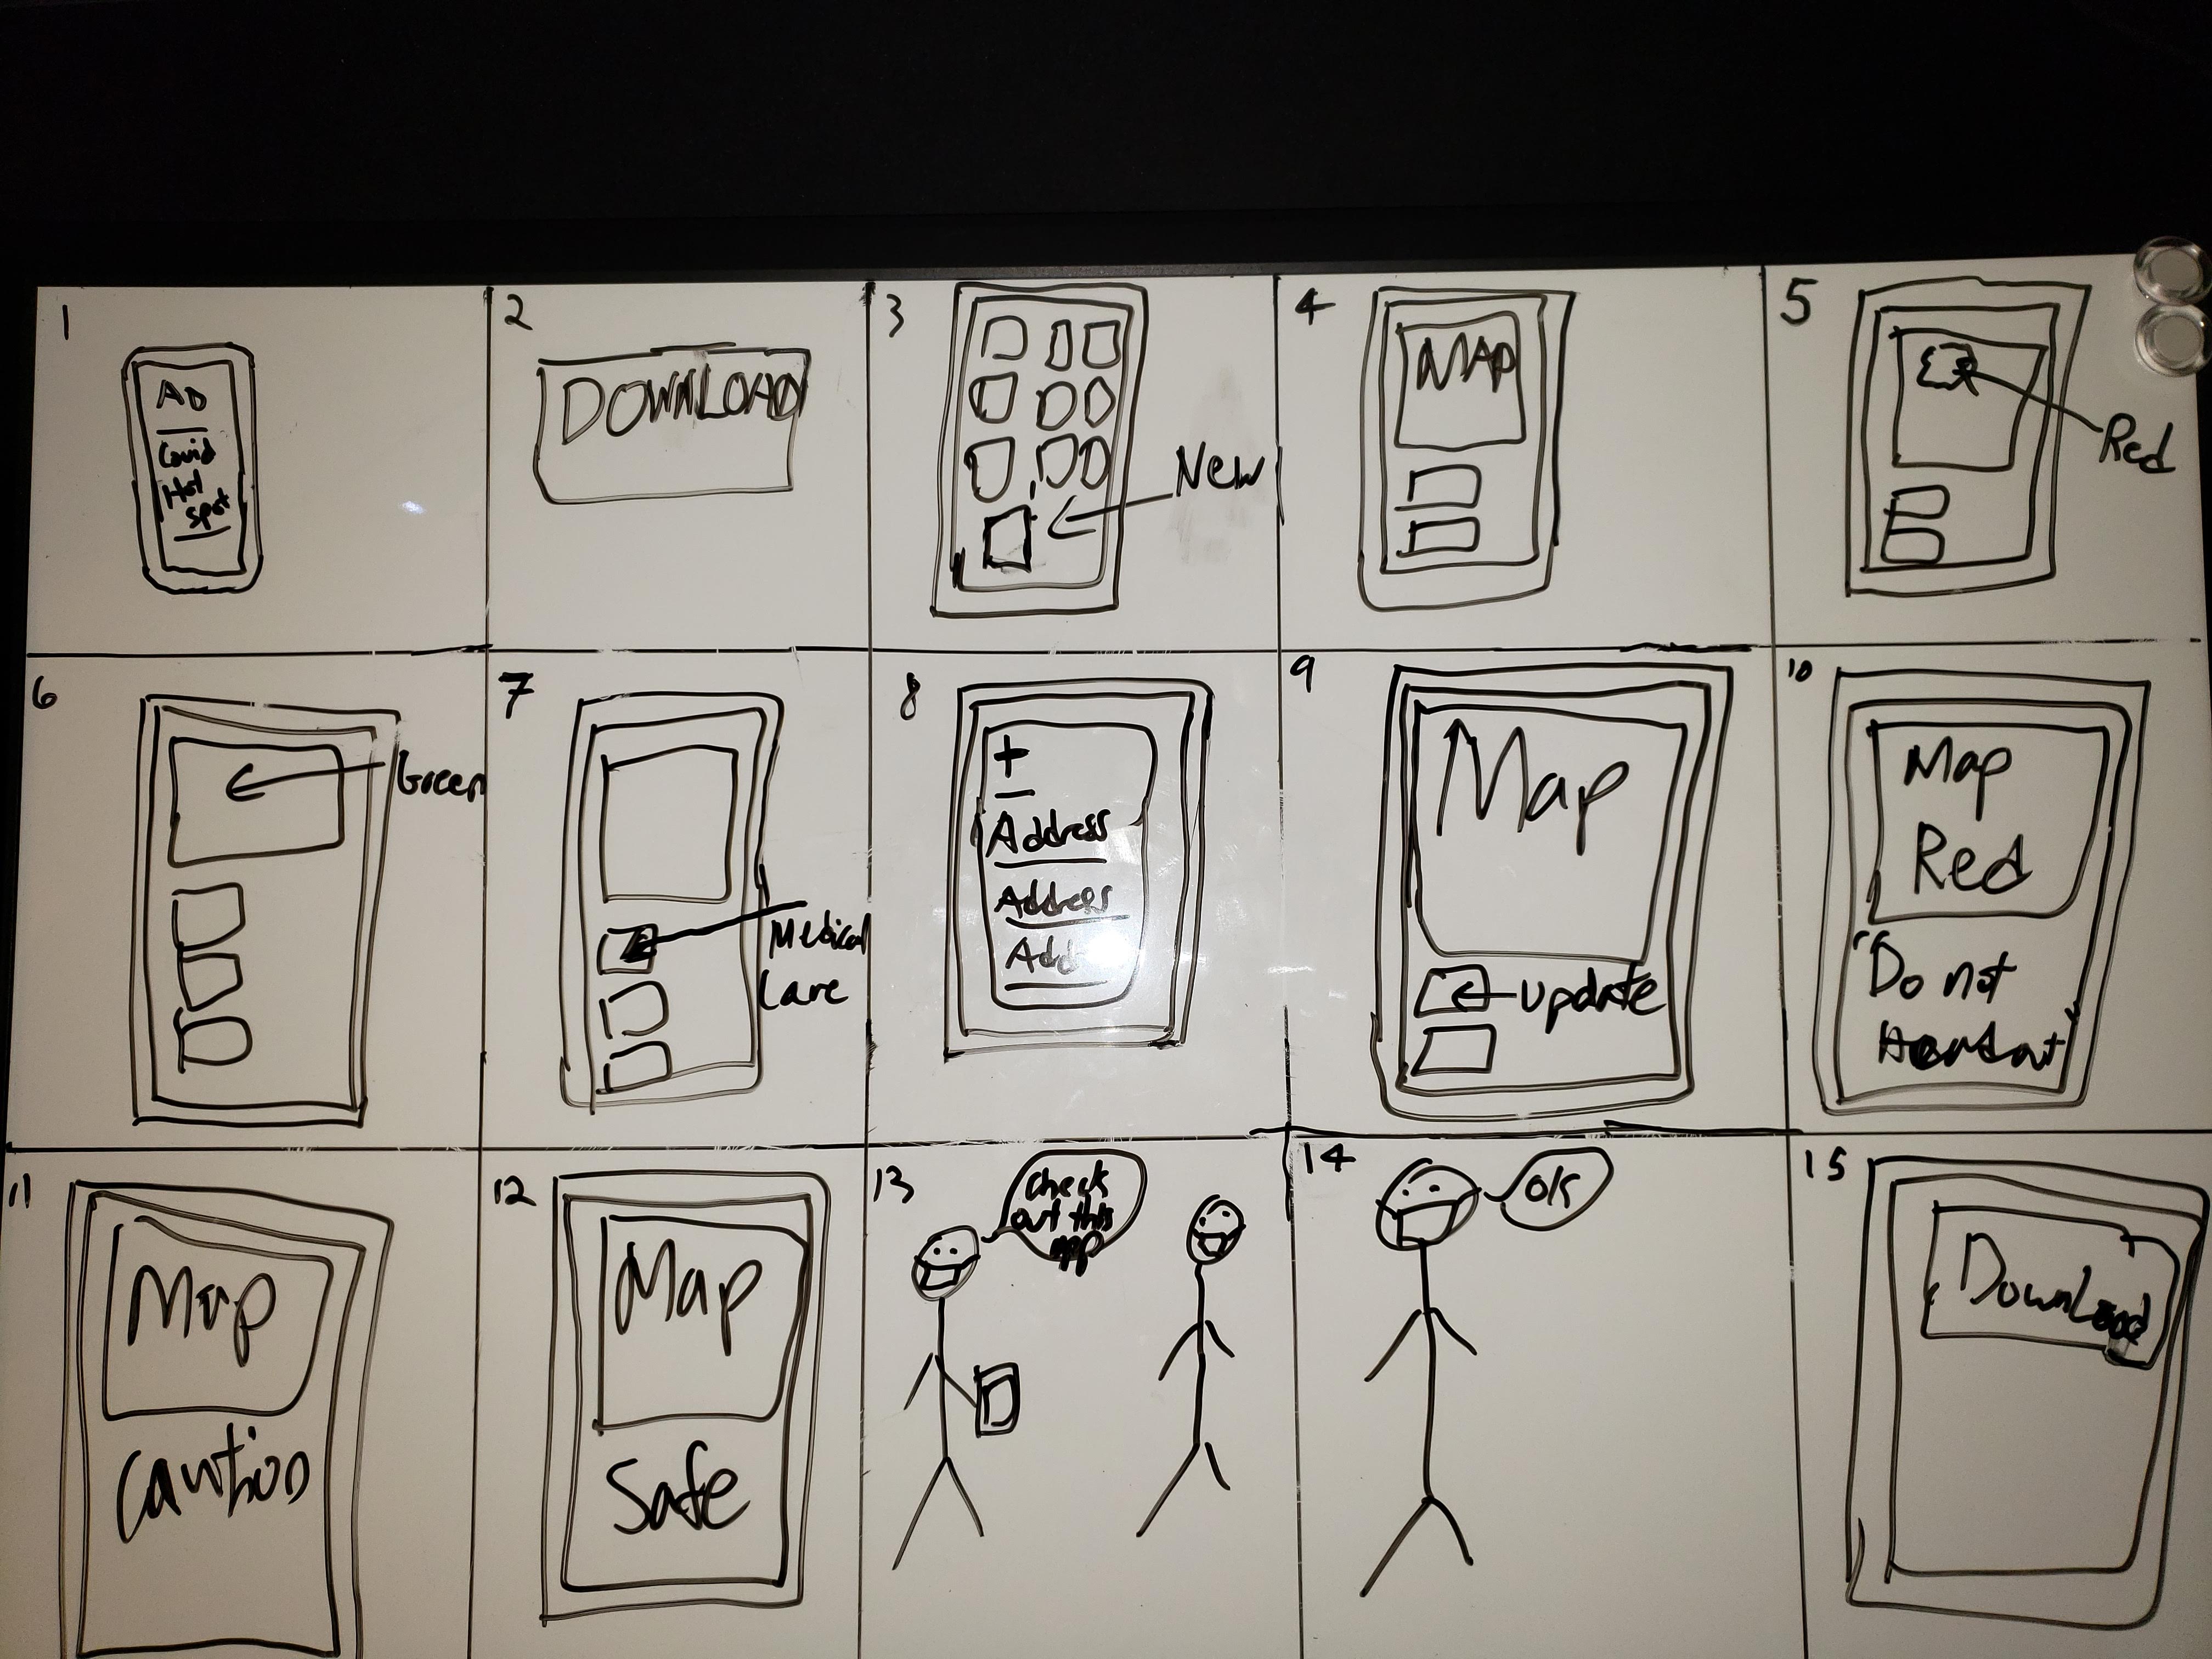 1
AD
Covid
Hot
spot
2
DOWNLOAD
3
New
4
MAP
5
Red
6
Green
7
Medical
Care
8
+
Address
Address
Add
9
Map
update
10
Map
Red
"Do not
11
Map
Caution
12
Map
Safe
13
Check
out this
app
14
ok
15
Download